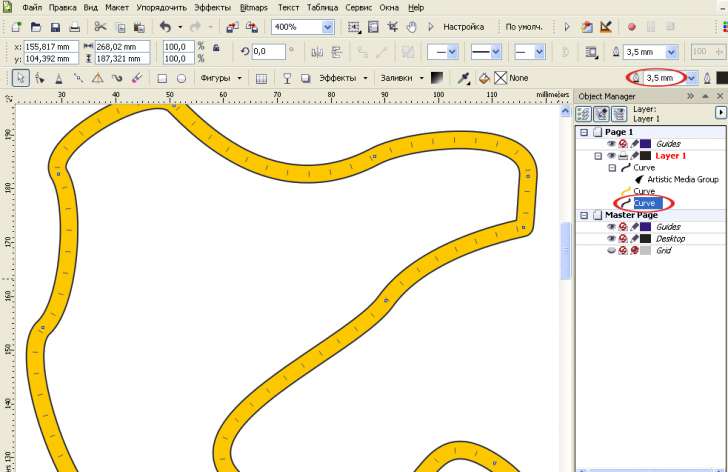 Файл Правка Вид Макет Упорядочить Эффекты Bitmaps Текст Таблица Сервис Окна Help
400% Настройка По умолч.
x: 155,817 mm 268,02 mm 100,0 %
y: 104,392 mm 187,321 mm 100,0 %
0,0 ° 3,5 mm 100
Фигуры Эффекты Заливки None 3,5 mm
30 40 50 60 70 80 90 100 110 millimeters
190
180
170
160
150
140
130
Object Manager
Layer:
Layer 1
Page 1
Guides
Layer 1
Curve
Artistic Media Group
Curve
Curve
Master Page
Guides
Desktop
Grid